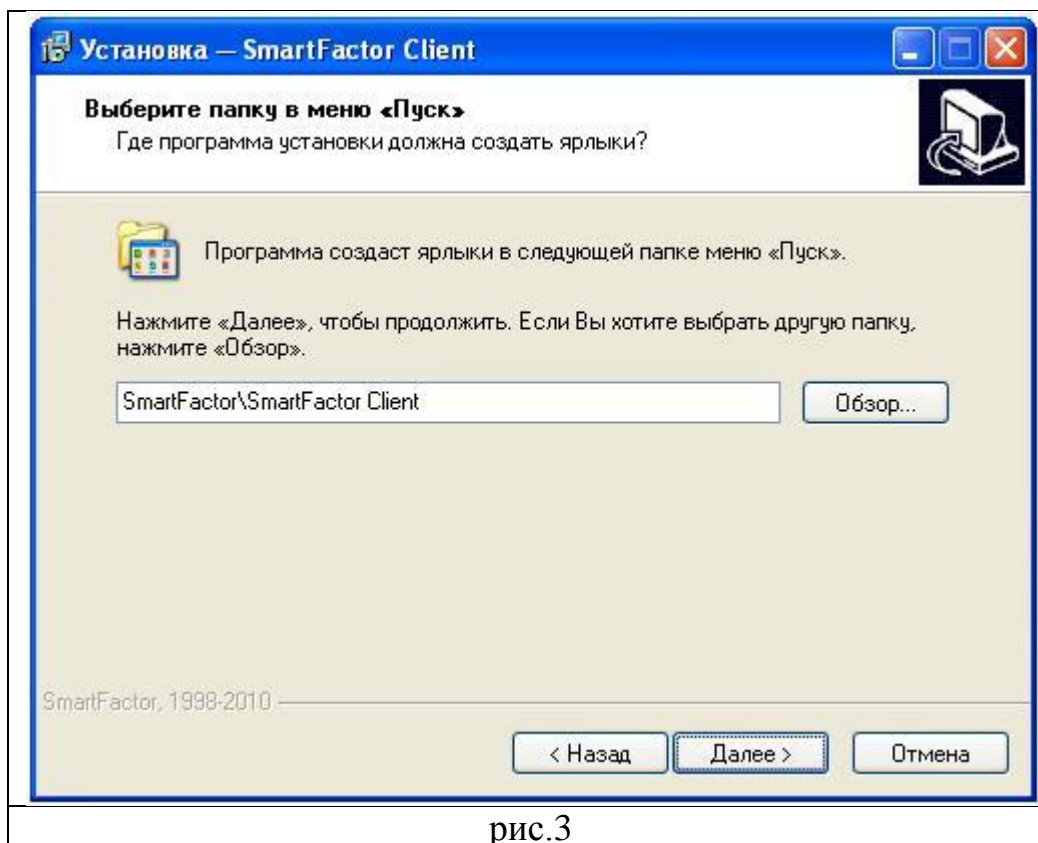 Установка — SmartFactor Client
Выберите папку в меню «Пуск»
Где программа установки должна создать ярлыки?
Программа создаст ярлыки в следующей папке меню «Пуск».
Нажмите «Далее», чтобы продолжить. Если Вы хотите выбрать другую папку,
нажмите «Обзор».
SmartFactor\SmartFactor Client
Обзор...
SmartFactor, 1998-2010
< Назад
Далее >
Отмена
рис.3